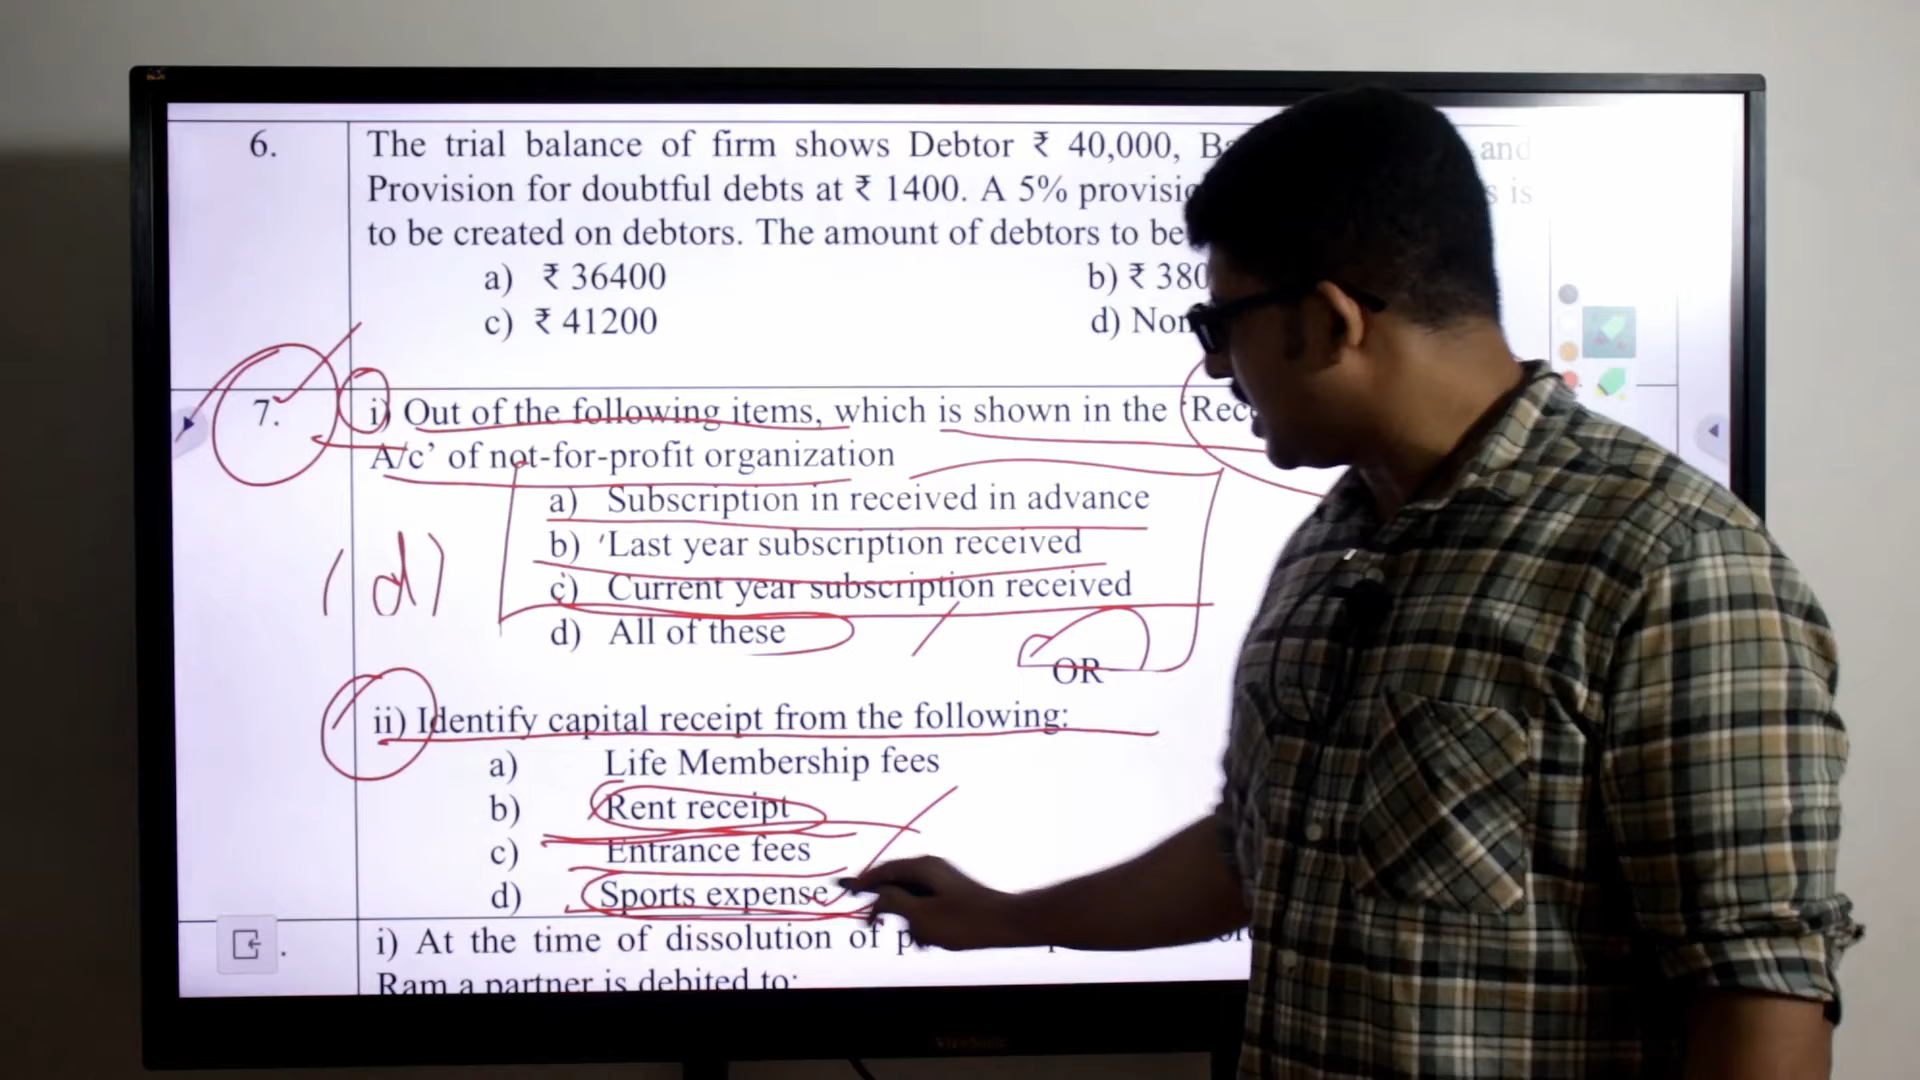 6. The trial balance of firm shows Debtor ₹ 40,000, and
Provision for doubtful debts at ₹ 1400. A 5% is
to be created on debtors. The amount of debtors to be
a) ₹ 36400 b) ₹ 380
c) ₹ 41200 d)
7. i) Out of the following items, which is shown in the
A/c’ of not-for-profit organization
a) Subscription in received in advance
b) ‘Last year subscription received
(d)
c) Current year subscription received
d) All of these
OR
ii) Identify capital receipt from the following:
a) Life Membership fees
b) Rent receipt
c) Entrance fees
d) Sports expense
i) At the time of dissolution of
Ram a partner is debited to:
ViewSonic